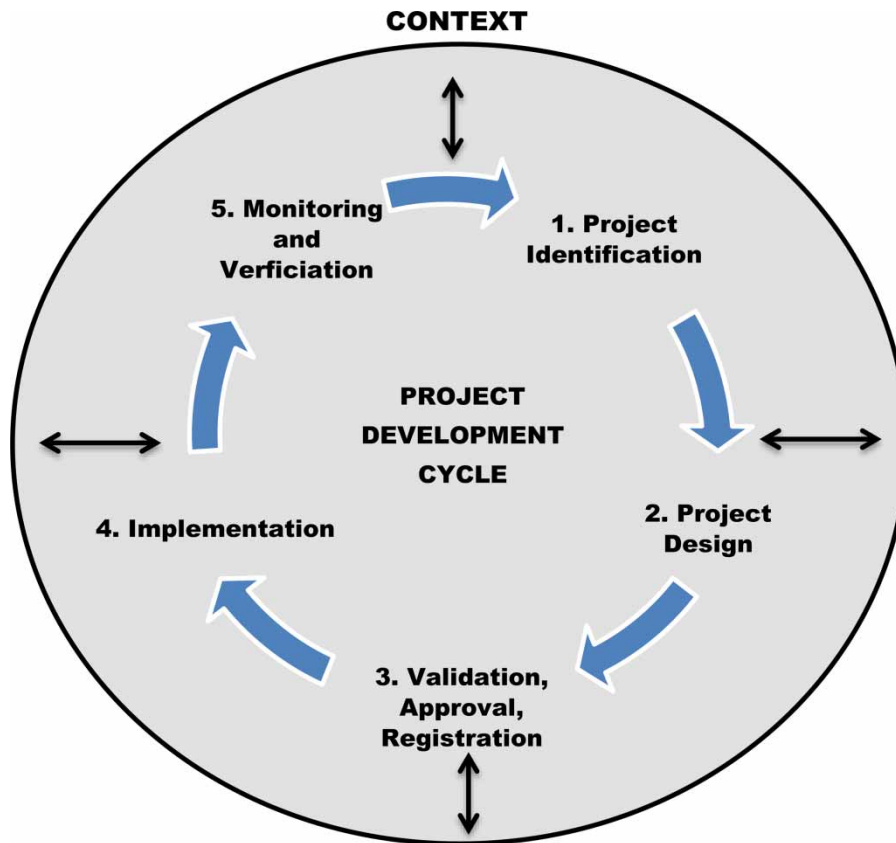 CONTEXT
1. Project
Identification
2. Project
Design
3. Validation,
Approval,
Registration
4. Implementation
5. Monitoring
and
Verficiation
PROJECT
DEVELOPMENT
CYCLE